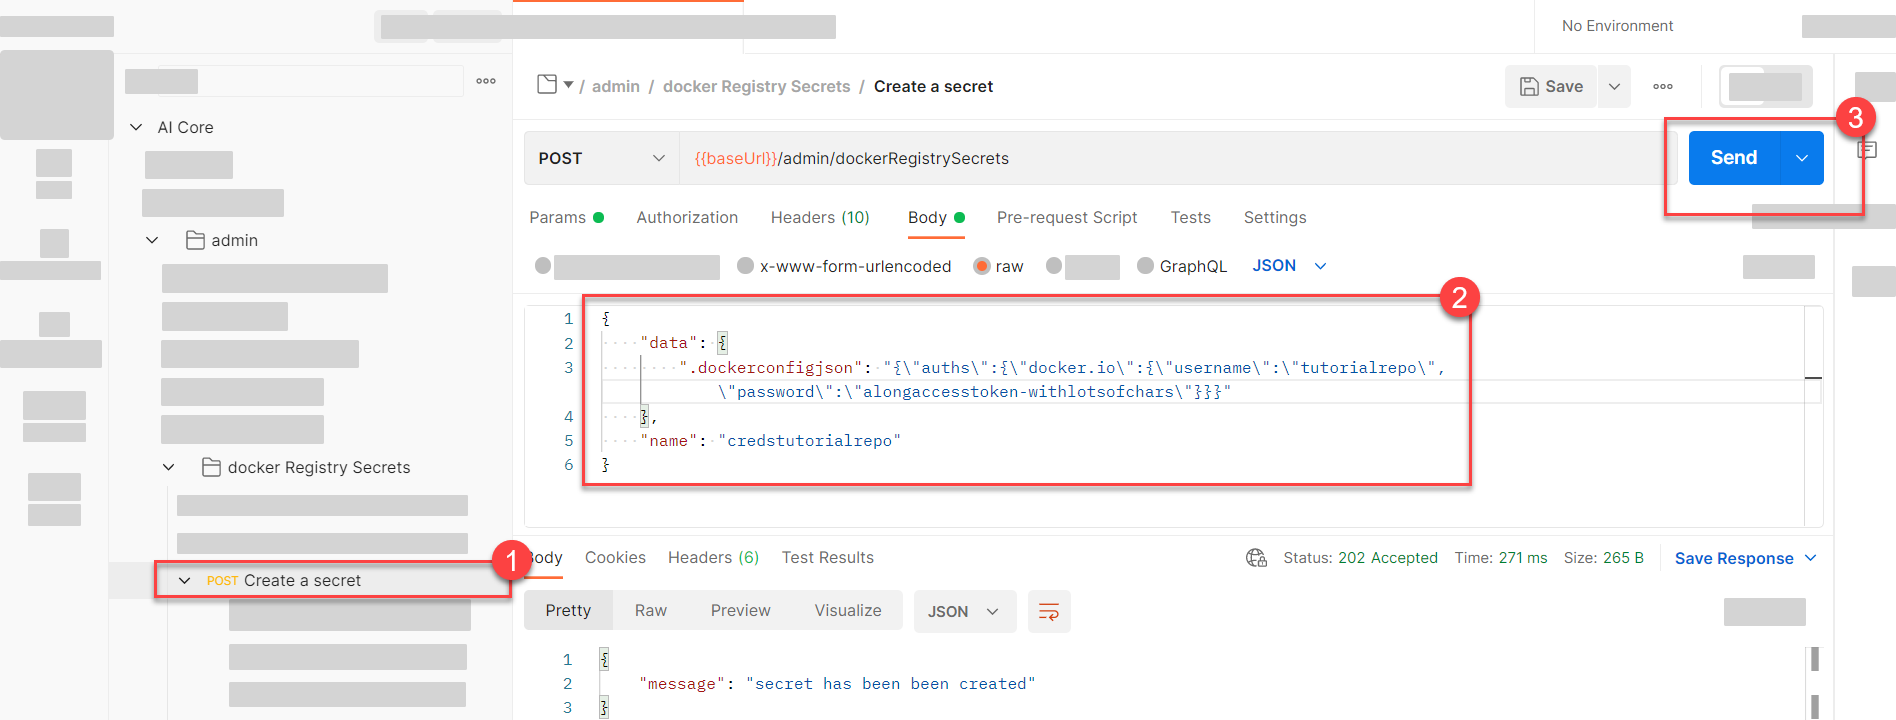 No Environment
/ admin / docker Registry Secrets / Create a secret
Save
AI Core
admin
docker Registry Secrets
1
POST Create a secret
POST
{{baseUrl}}/admin/dockerRegistrySecrets
Send
3
Params Authorization Headers (10) Body Pre-request Script Tests Settings
x-www-form-urlencoded raw GraphQL JSON
2
1 {
2 "data": {
3 ".dockerconfigjson": "{\"auths\":{\"docker.io\":{\"username\":\"tutorialrepo\",
\"password\":\"alongaccesstoken-withlotsofchars\"}}}"
4 },
5 "name": "credstutorialrepo"
6 }
Body Cookies Headers (6) Test Results
Status: 202 Accepted Time: 271 ms Size: 265 B Save Response
Pretty Raw Preview Visualize JSON
1 {
2 "message": "secret has been been created"
3 }